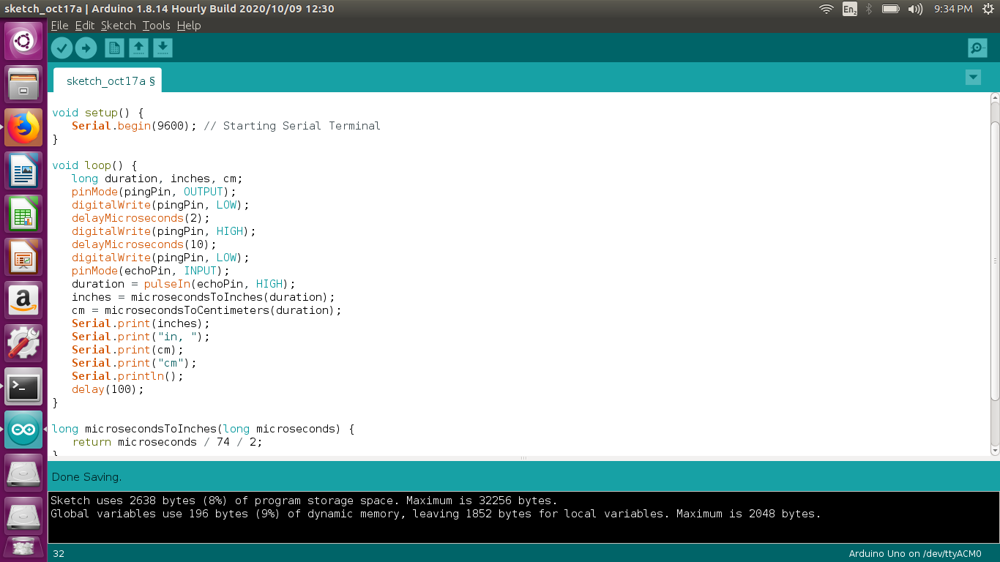 sketch_oct17a | Arduino 1.8.14 Hourly Build 2020/10/09 12:30 En2 9:34 PM
File Edit Sketch Tools Help
sketch_oct17a §
void setup() {
   Serial.begin(9600); // Starting Serial Terminal
}
void loop() {
   long duration, inches, cm;
   pinMode(pingPin, OUTPUT);
   digitalWrite(pingPin, LOW);
   delayMicroseconds(2);
   digitalWrite(pingPin, HIGH);
   delayMicroseconds(10);
   digitalWrite(pingPin, LOW);
   pinMode(echoPin, INPUT);
   duration = pulseIn(echoPin, HIGH);
   inches = microsecondsToInches(duration);
   cm = microsecondsToCentimeters(duration);
   Serial.print(inches);
   Serial.print("in, ");
   Serial.print(cm);
   Serial.print("cm");
   Serial.println();
   delay(100);
}
long microsecondsToInches(long microseconds) {
   return microseconds / 74 / 2;
}
Done Saving.
Sketch uses 2638 bytes (8%) of program storage space. Maximum is 32256 bytes.
Global variables use 196 bytes (9%) of dynamic memory, leaving 1852 bytes for local variables. Maximum is 2048 bytes.
32 Arduino Uno on /dev/ttyACM0